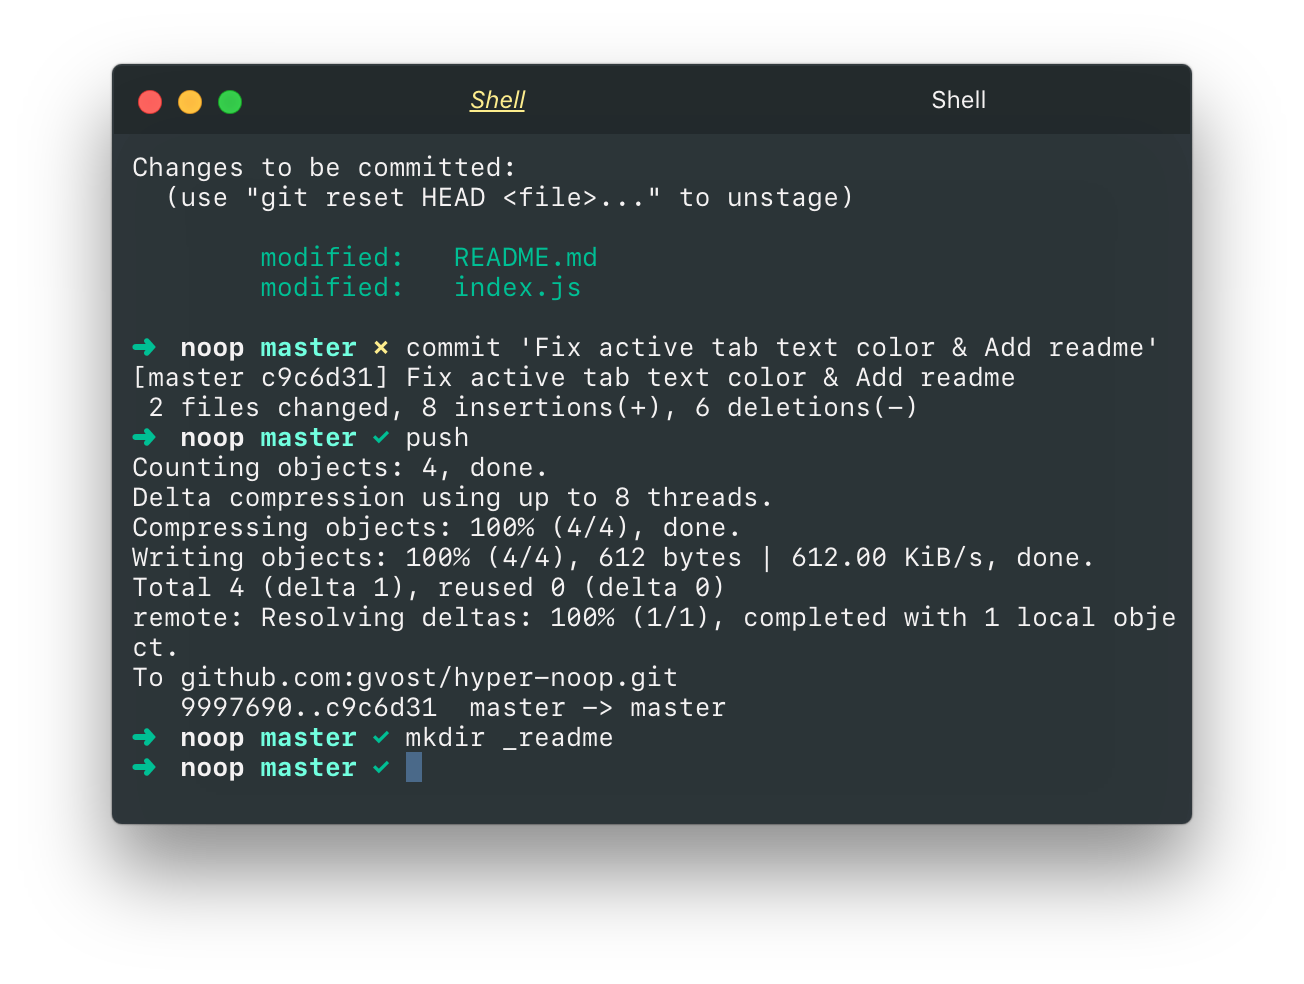 Shell Shell
Changes to be committed:
  (use "git reset HEAD <file>..." to unstage)
        modified:   README.md
        modified:   index.js
➜  noop master × commit 'Fix active tab text color & Add readme'
[master c9c6d31] Fix active tab text color & Add readme
 2 files changed, 8 insertions(+), 6 deletions(-)
➜  noop master ✓ push
Counting objects: 4, done.
Delta compression using up to 8 threads.
Compressing objects: 100% (4/4), done.
Writing objects: 100% (4/4), 612 bytes | 612.00 KiB/s, done.
Total 4 (delta 1), reused 0 (delta 0)
remote: Resolving deltas: 100% (1/1), completed with 1 local obje
ct.
To github.com:gvost/hyper-noop.git
   9997690..c9c6d31  master -> master
➜  noop master ✓ mkdir _readme
➜  noop master ✓